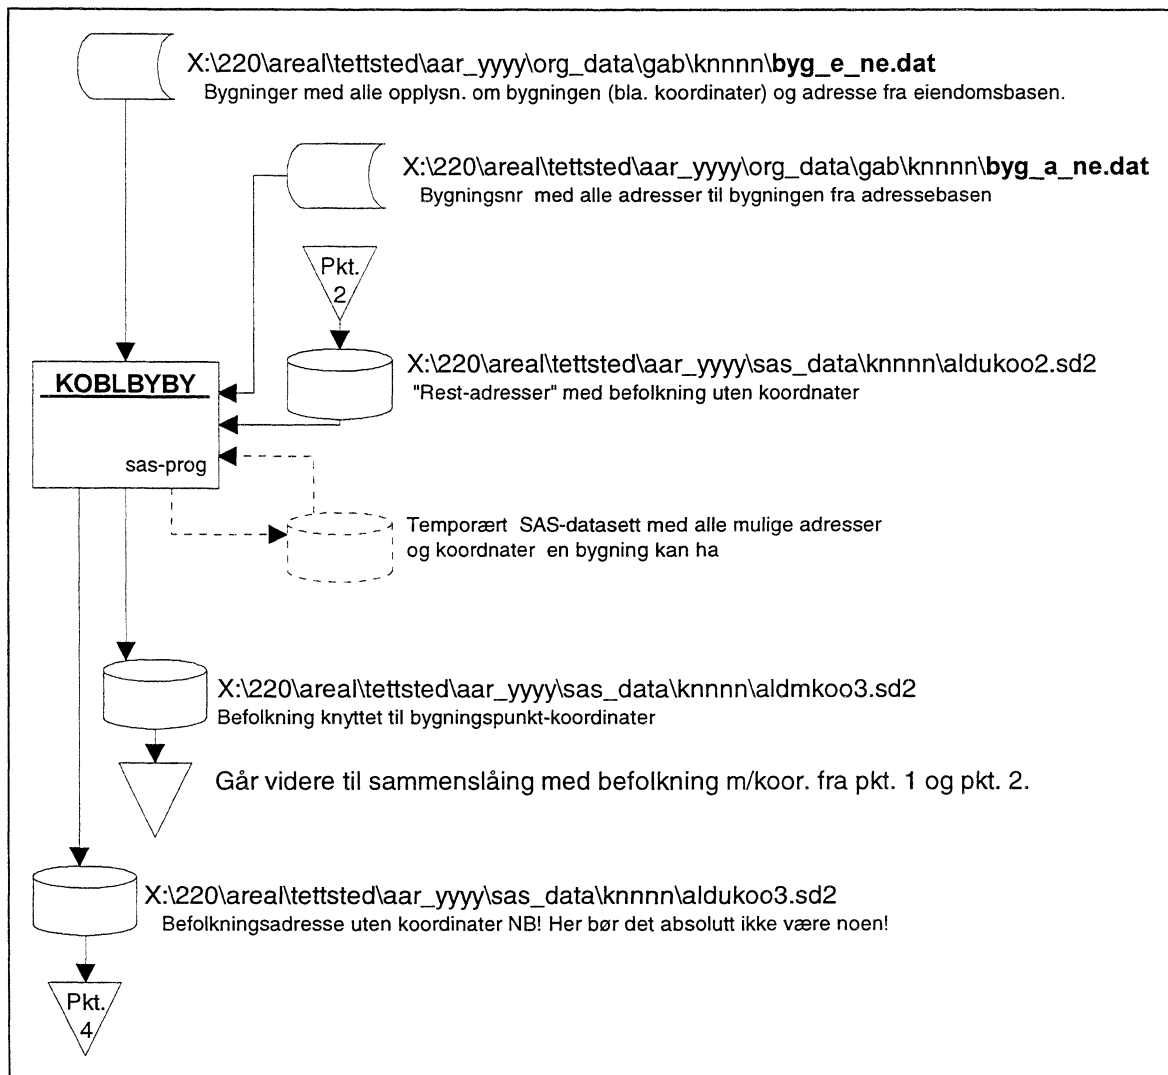 X:\220\areal\tettsted\aar_yyyy\org_data\gab\knnnn\byg_e_ne.dat
Bygninger med alle opplysn. om bygningen (bla. koordinater) og adresse fra eiendomsbasen.
X:\220\areal\tettsted\aar_yyyy\org_data\gab\knnnn\byg_a_ne.dat
Bygningsnr med alle adresser til bygningen fra adressebasen
Pkt.
2
X:\220\areal\tettsted\aar_yyyy\sas_data\knnnn\aldukoo2.sd2
"Rest-adresser" med befolkning uten koordnater
KOBLBYBY
sas-prog
Temporært SAS-datasett med alle mulige adresser
og koordnater en bygning kan ha
X:\220\areal\tettsted\aar_yyyy\sas_data\knnnn\aldmkoo3.sd2
Befolkning knyttet til bygningspunkt-koordinater
Går videre til sammenslåing med befolkning m/koor. fra pkt. 1 og pkt. 2.
X:\220\areal\tettsted\aar_yyyy\sas_data\knnnn\aldukoo3.sd2
Befolkningsadresse uten koordinater NB! Her bør det absolutt ikke være noen!
Pkt.
4